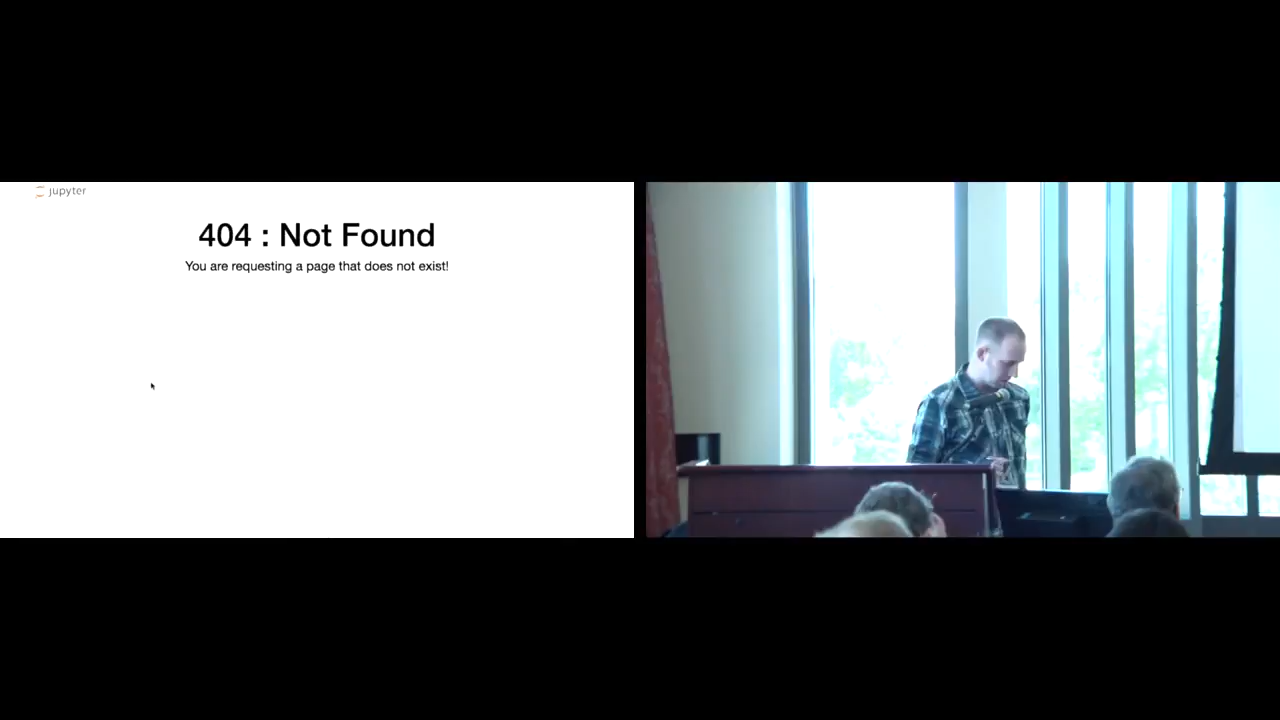 jupyter
404 : Not Found
You are requesting a page that does not exist!